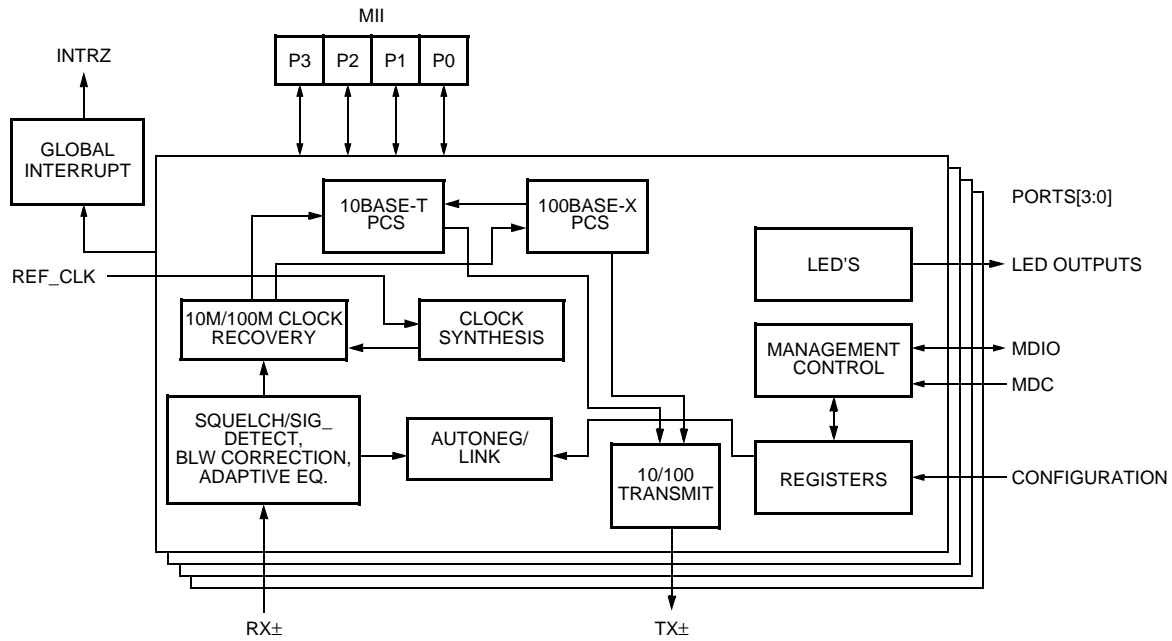 MII
INTRZ
P3 P2 P1 P0
GLOBAL
INTERRUPT
10BASE-T
PCS
100BASE-X
PCS
PORTS[3:0]
REF_CLK
LED'S
LED OUTPUTS
10M/100M CLOCK
RECOVERY
CLOCK
SYNTHESIS
MANAGEMENT
CONTROL
MDIO
MDC
SQUELCH/SIG_
DETECT,
BLW CORRECTION,
ADAPTIVE EQ.
AUTONEG/
LINK
10/100
TRANSMIT
REGISTERS
CONFIGURATION
RX±
TX±